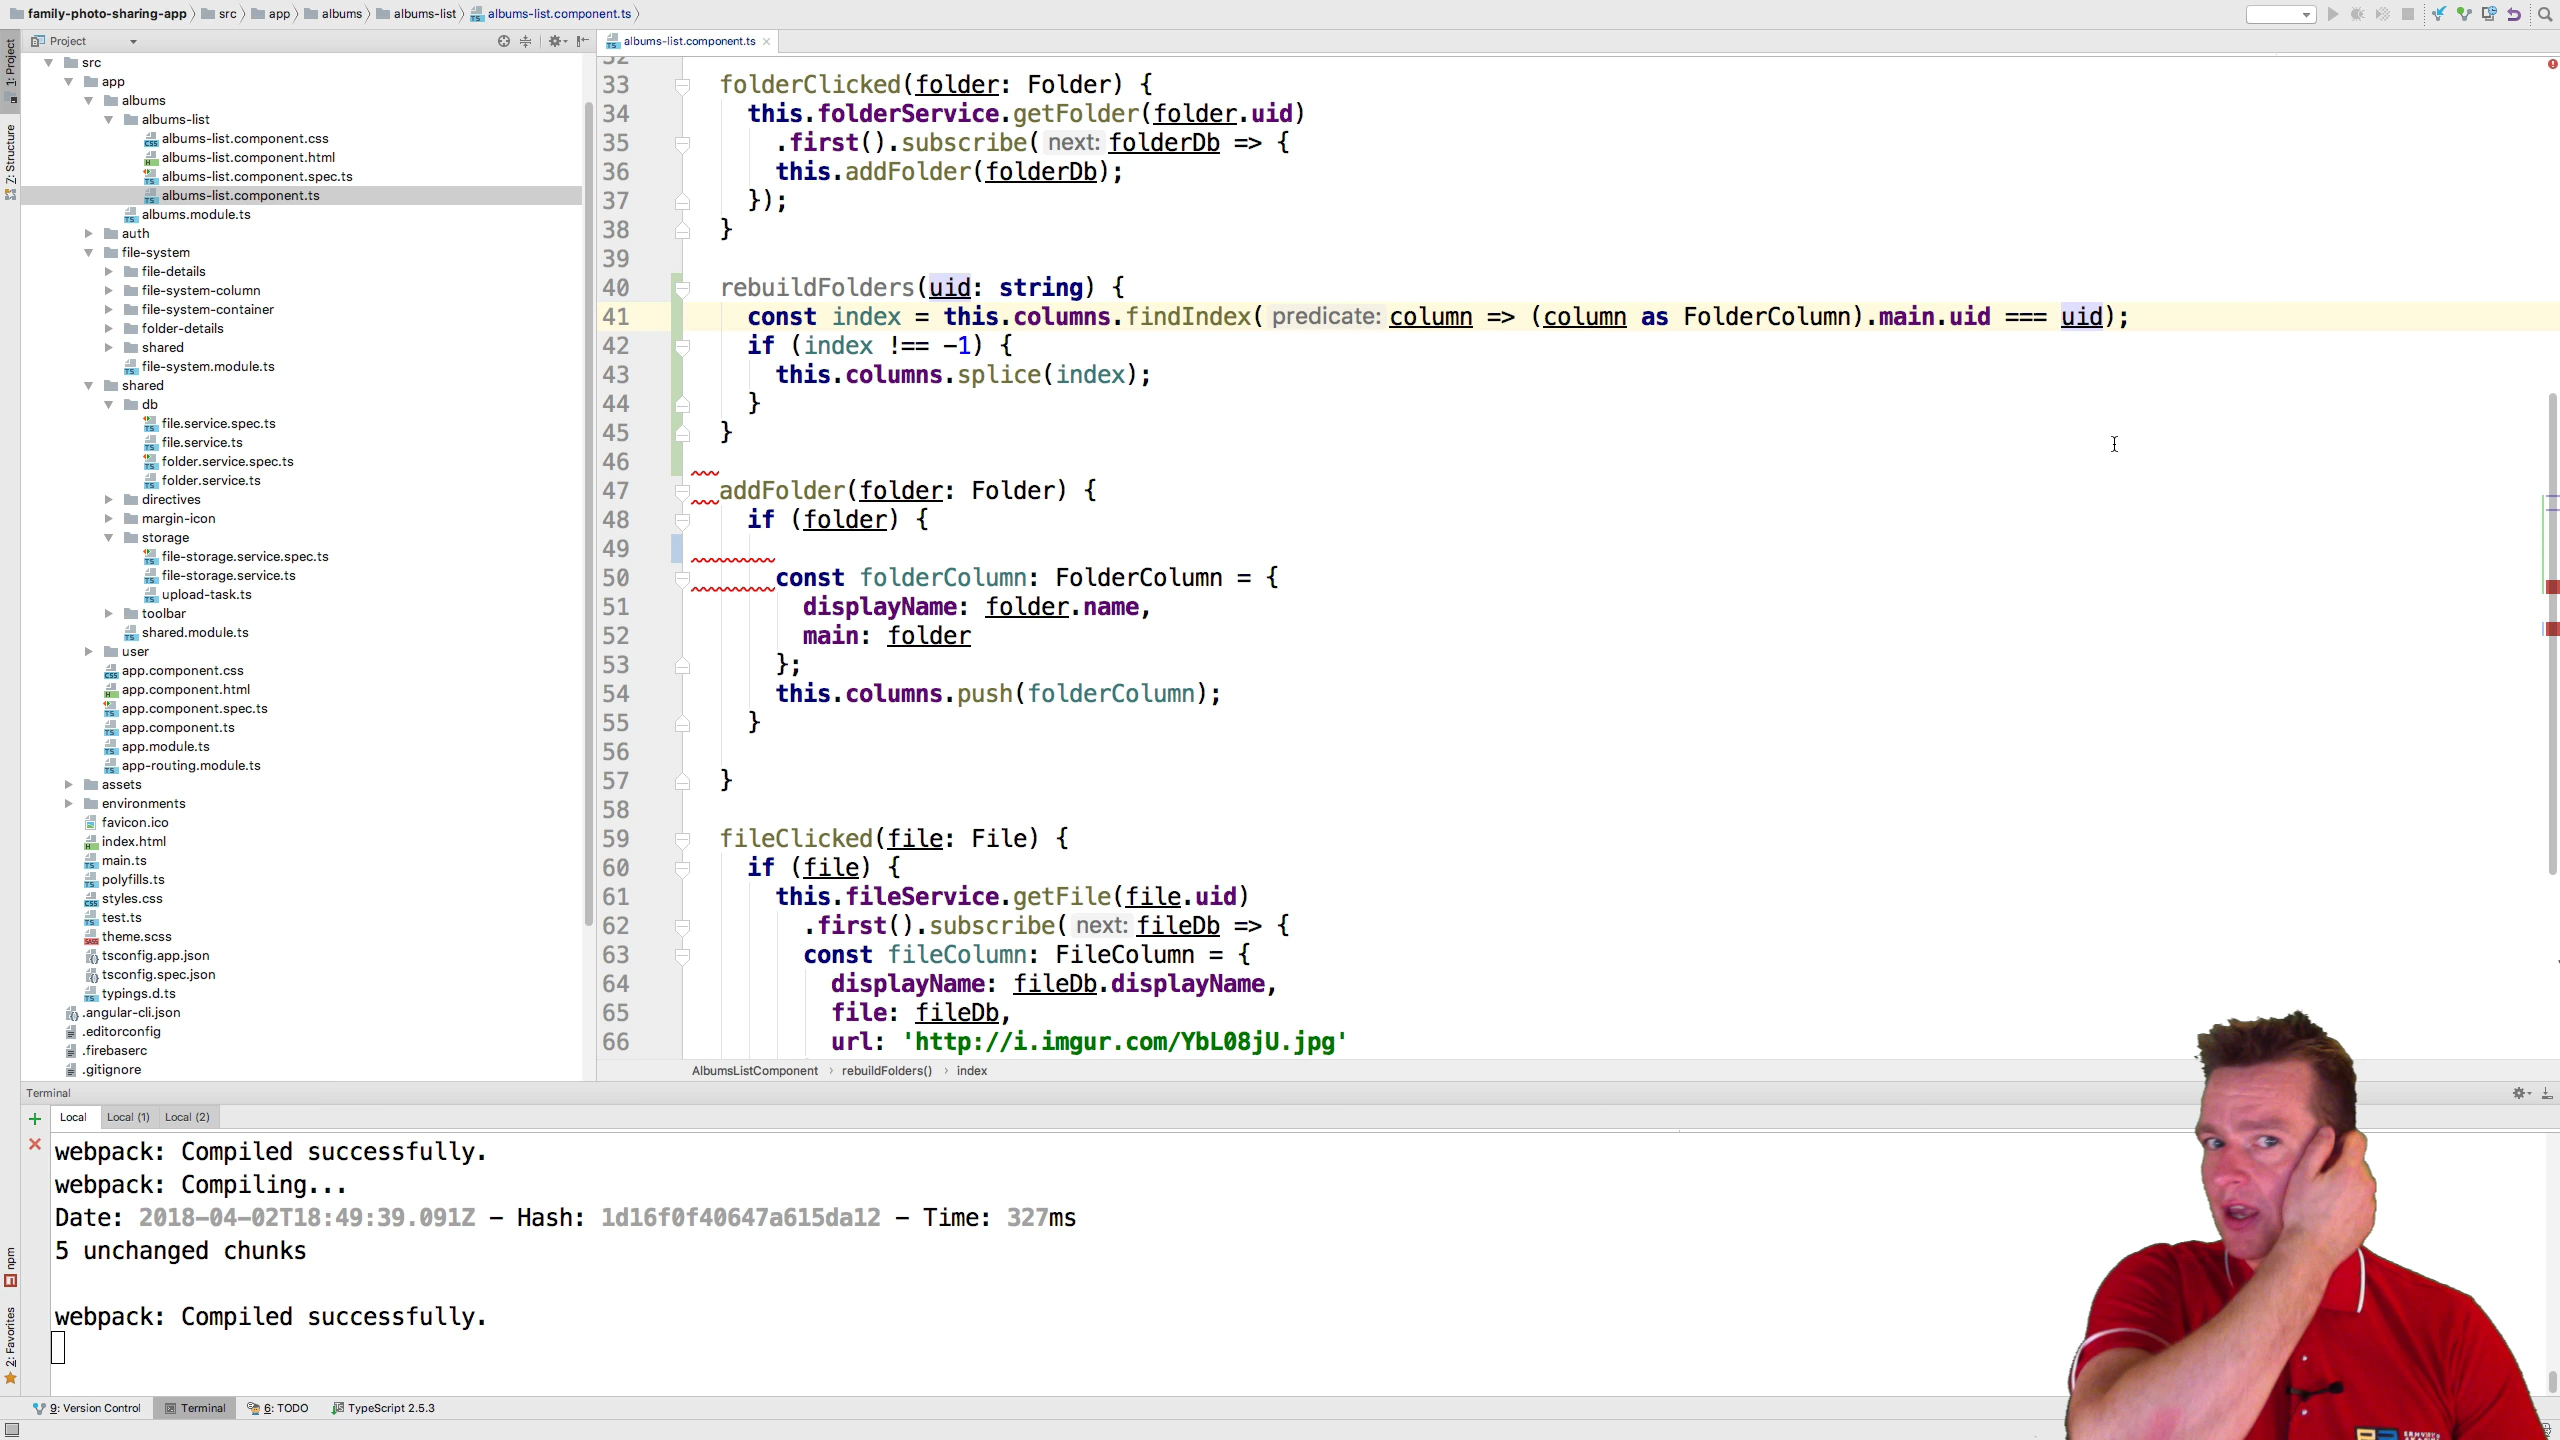 family-photo-sharing-app src app albums albums-list albums-list.component.ts
Project
albums-list.component.ts
1: Project
Z: Structure
npm
2: Favorites
src
app
albums
albums-list
albums-list.component.css
albums-list.component.html
albums-list.component.spec.ts
albums-list.component.ts
albums.module.ts
auth
file-system
file-details
file-system-column
file-system-container
folder-details
shared
file-system.module.ts
shared
db
file.service.spec.ts
file.service.ts
folder.service.spec.ts
folder.service.ts
directives
margin-icon
storage
file-storage.service.spec.ts
file-storage.service.ts
upload-task.ts
toolbar
shared.module.ts
user
app.component.css
app.component.html
app.component.spec.ts
app.component.ts
app.module.ts
app-routing.module.ts
assets
environments
favicon.ico
index.html
main.ts
polyfills.ts
styles.css
test.ts
theme.scss
tsconfig.app.json
tsconfig.spec.json
typings.d.ts
.angular-cli.json
.editorconfig
.firebaserc
.gitignore
32
33 folderClicked(folder: Folder) {
34 this.folderService.getFolder(folder.uid)
35 .first().subscribe( next: folderDb => {
36 this.addFolder(folderDb);
37 });
38 }
39
40 rebuildFolders(uid: string) {
41 const index = this.columns.findIndex( predicate: column => (column as FolderColumn).main.uid === uid);
42 if (index !== -1) {
43 this.columns.splice(index);
44 }
45 }
46
47 addFolder(folder: Folder) {
48 if (folder) {
49
50 const folderColumn: FolderColumn = {
51 displayName: folder.name,
52 main: folder
53 };
54 this.columns.push(folderColumn);
55 }
56
57 }
58
59 fileClicked(file: File) {
60 if (file) {
61 this.fileService.getFile(file.uid)
62 .first().subscribe( next: fileDb => {
63 const fileColumn: FileColumn = {
64 displayName: fileDb.displayName,
65 file: fileDb,
66 url: 'http://i.imgur.com/YbL08jU.jpg'
AlbumsListComponent › rebuildFolders() › index
Terminal
Local Local (1) Local (2)
webpack: Compiled successfully.
webpack: Compiling...
Date: 2018-04-02T18:49:39.091Z - Hash: 1d16f0f40647a615da12 - Time: 327ms
5 unchanged chunks
webpack: Compiled successfully.
9: Version Control Terminal 6: TODO TypeScript 2.5.3